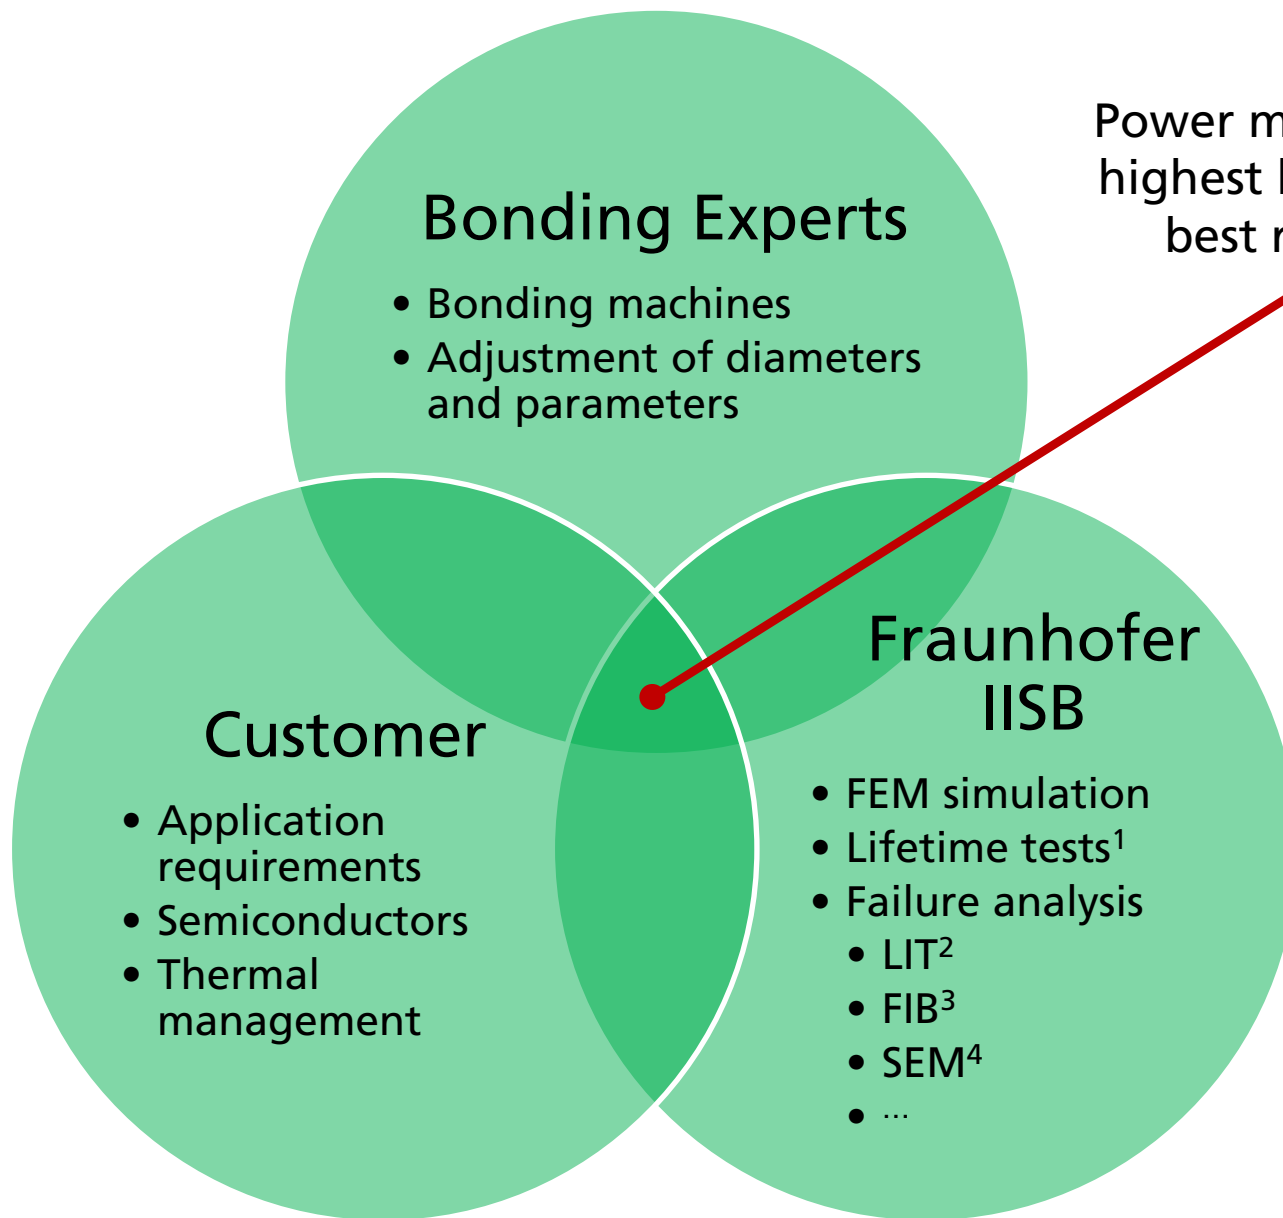 Power
highest
best
Bonding Experts
• Bonding machines
• Adjustment of diameters
and parameters
Customer
• Application
requirements
• Semiconductors
• Thermal
management
Fraunhofer
IISB
• FEM simulation
• Lifetime tests¹
• Failure analysis
• LIT²
• FIB³
• SEM⁴
• ...